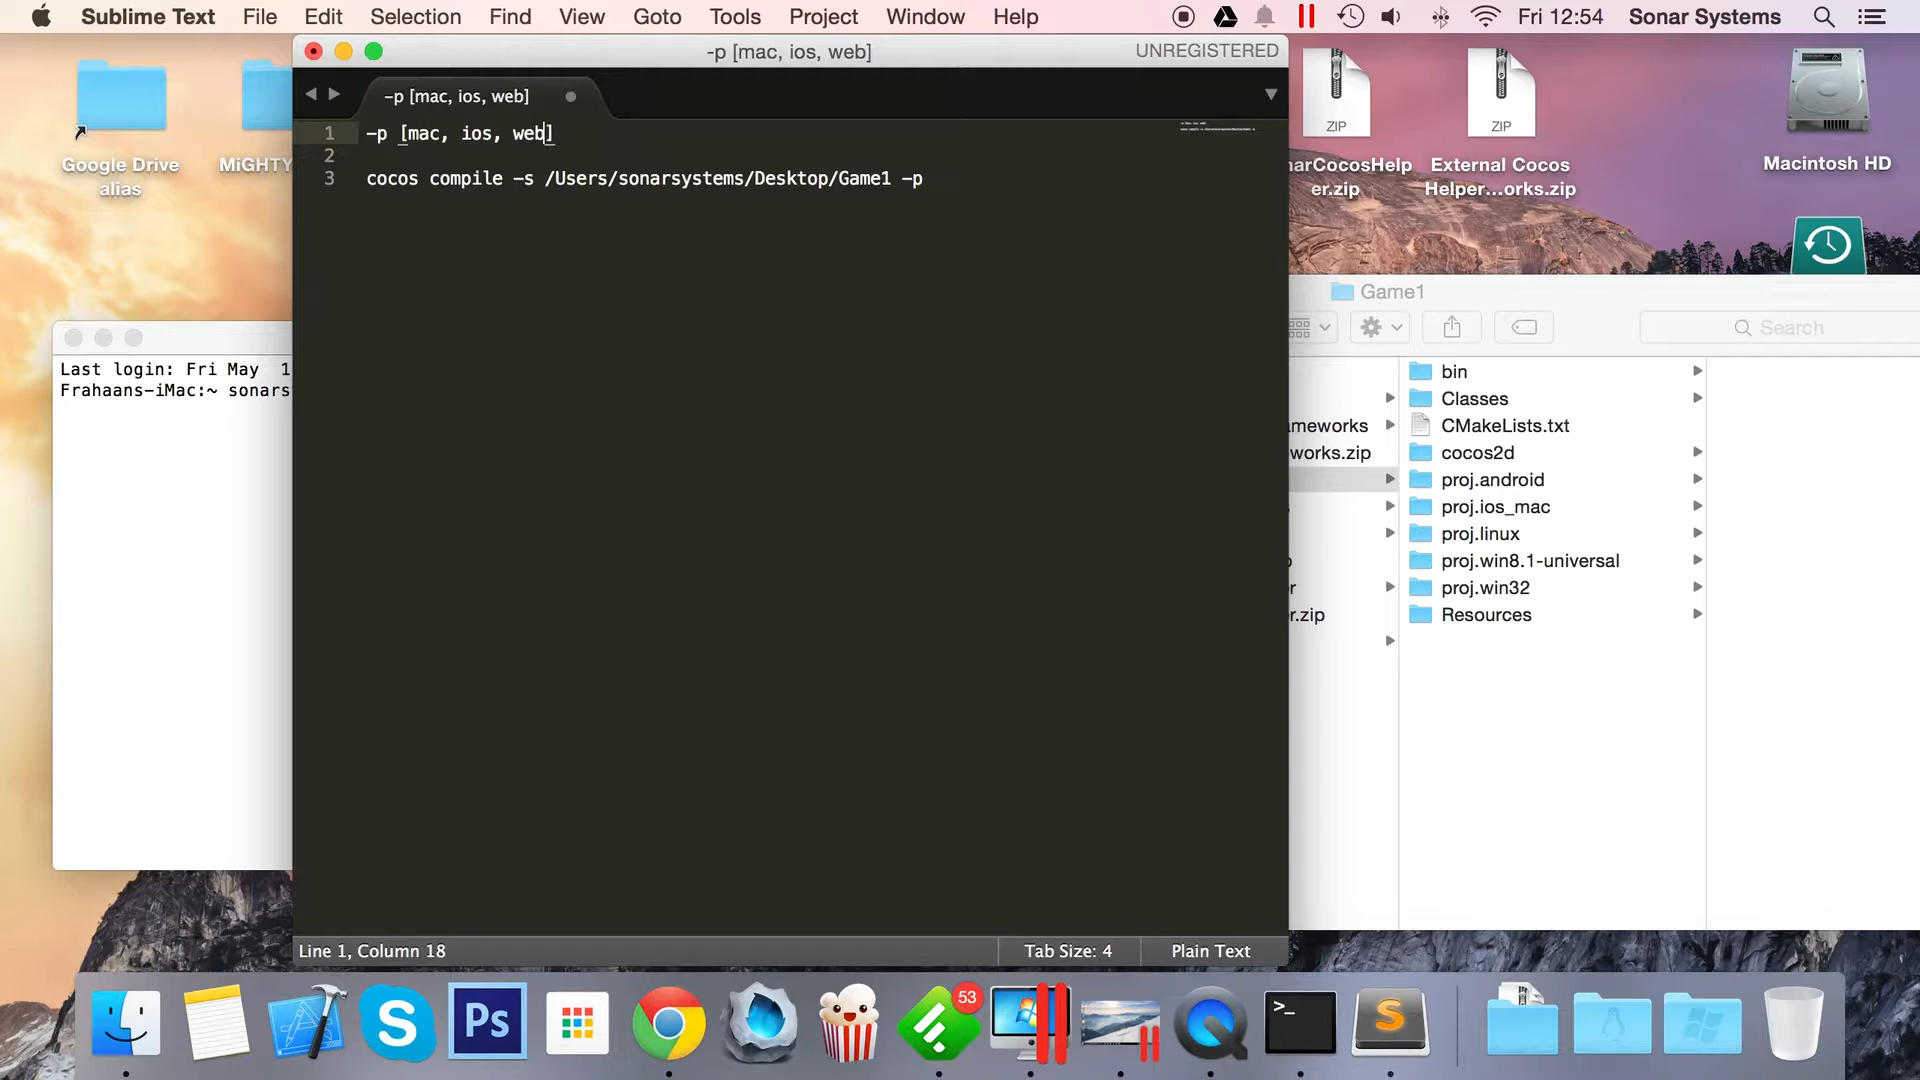 Sublime Text File Edit Selection Find View Goto Tools Project Window Help Fri 12:54 Sonar Systems
-p [mac, ios, web] UNREGISTERED
-p [mac, ios, web]
1 -p [mac, ios, web]
2
3 cocos compile -s /Users/sonarsystems/Desktop/Game1 -p
Line 1, Column 18 Tab Size: 4 Plain Text
Google Drive
alias
MiGHTY
Last login: Fri May 1
Frahaans-iMac:~ sonars
ZIP
narCocosHelp
er.zip
ZIP
External Cocos
Helper...orks.zip
Macintosh HD
Game1
Search
ameworks
works.zip
r.zip
bin
Classes
CMakeLists.txt
cocos2d
proj.android
proj.ios_mac
proj.linux
proj.win8.1-universal
proj.win32
Resources
S
Ps
53
>_
S